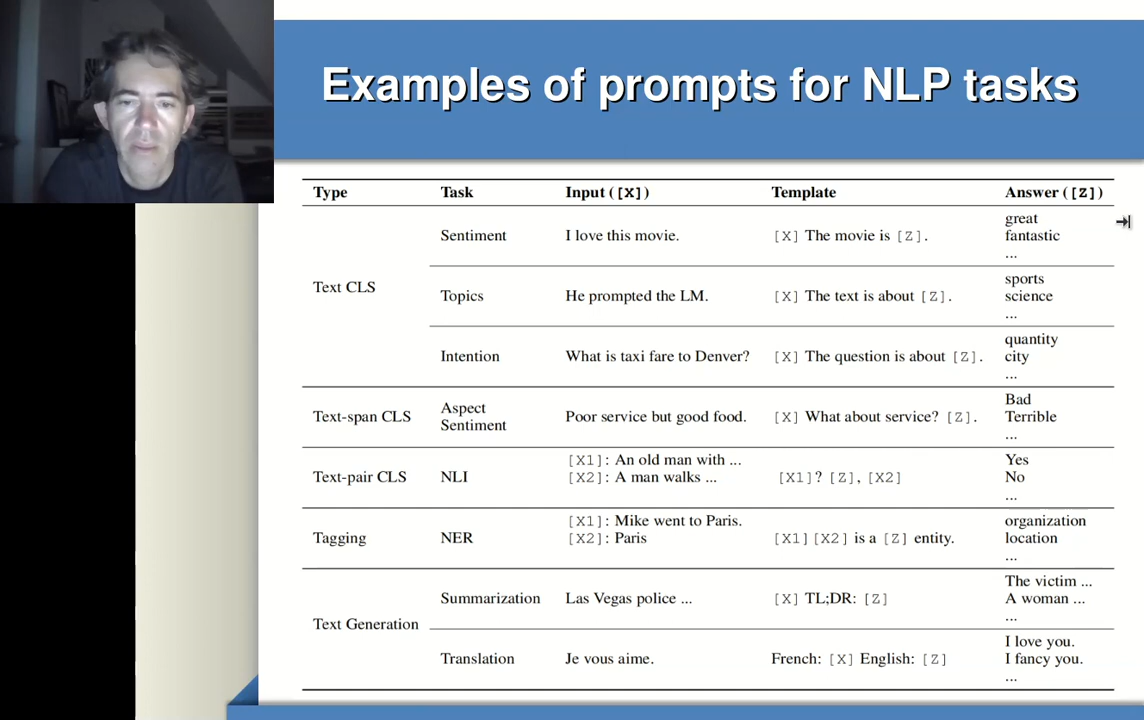 Examples of prompts for NLP tasks
Type Task Input ([X]) Template Answer ([Z])
Text CLS
Sentiment I love this movie. [X] The movie is [Z]. great
fantastic
...
Topics He prompted the LM. [X] The text is about [Z]. sports
science
...
Intention What is taxi fare to Denver? [X] The question is about [Z]. quantity
city
...
Text-span CLS Aspect
Sentiment Poor service but good food. [X] What about service? [Z]. Bad
Terrible
...
Text-pair CLS NLI [X1]: An old man with ...
[X2]: A man walks ... [X1]? [Z], [X2] Yes
No
...
Tagging NER [X1]: Mike went to Paris.
[X2]: Paris [X1][X2] is a [Z] entity. organization
location
...
Text Generation
Summarization Las Vegas police ... [X] TL;DR: [Z] The victim ...
A woman ...
...
Translation Je vous aime. French: [X] English: [Z] I love you.
I fancy you.
...